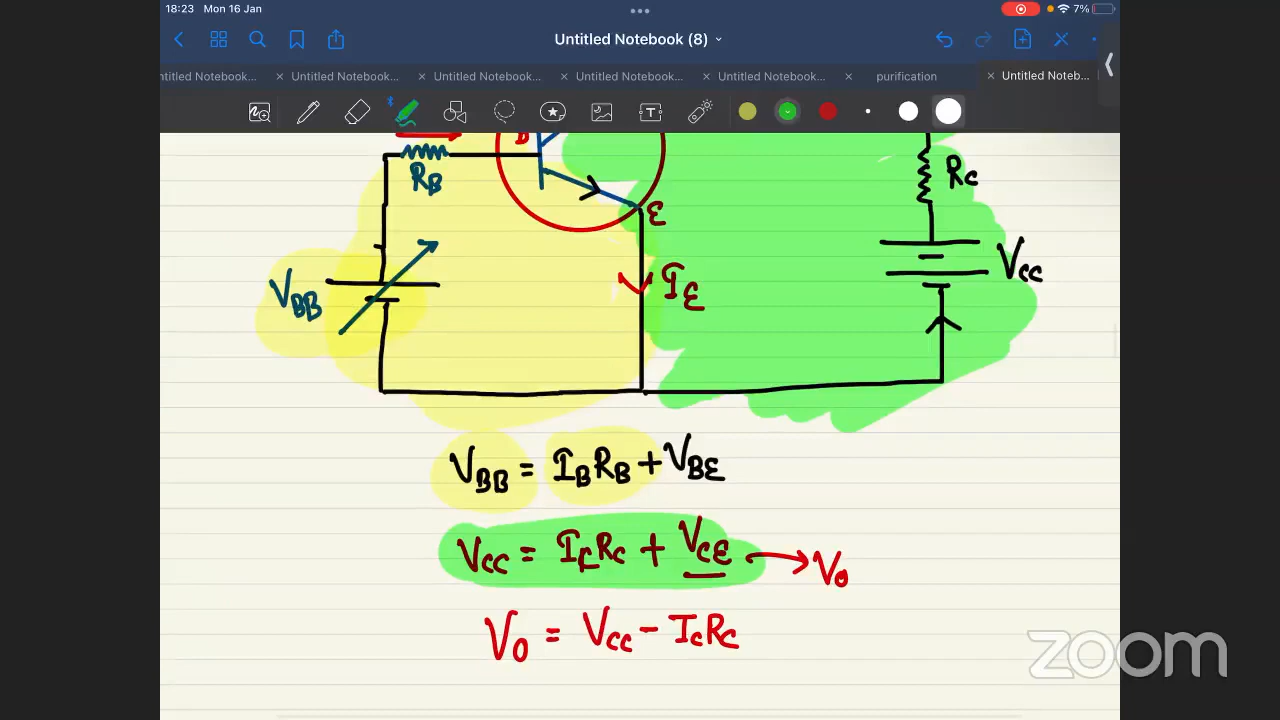 18:23 Mon 16 Jan
7%
Untitled Notebook (8)
ntitled Notebook...
Untitled Notebook...
Untitled Notebook...
Untitled Notebook...
Untitled Notebook...
purification
Untitled Noteb...
B
RB
E
RC
VBB
IE
VCC
VBB = IBRB + VBE
VCC = ICRC + VCE → V0
V0 = VCC - ICRC
zoom